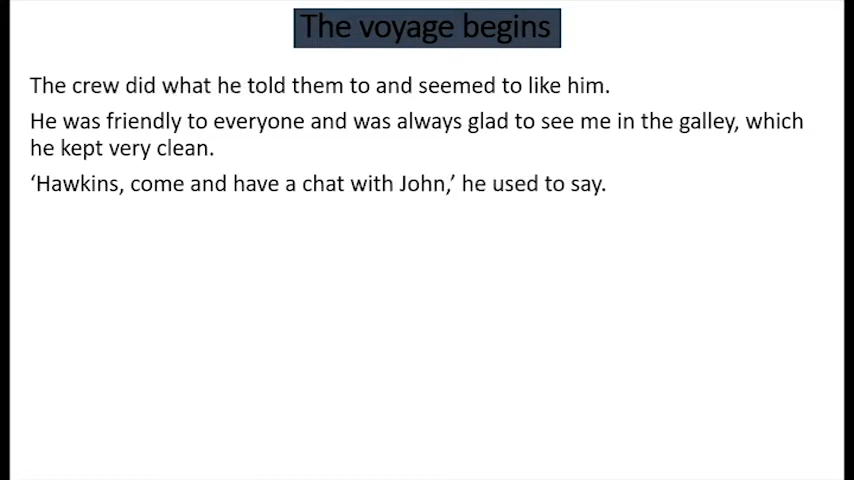 The voyage begins
The crew did what he told them to and seemed to like him.
He was friendly to everyone and was always glad to see me in the galley, which
he kept very clean.
‘Hawkins, come and have a chat with John,’ he used to say.